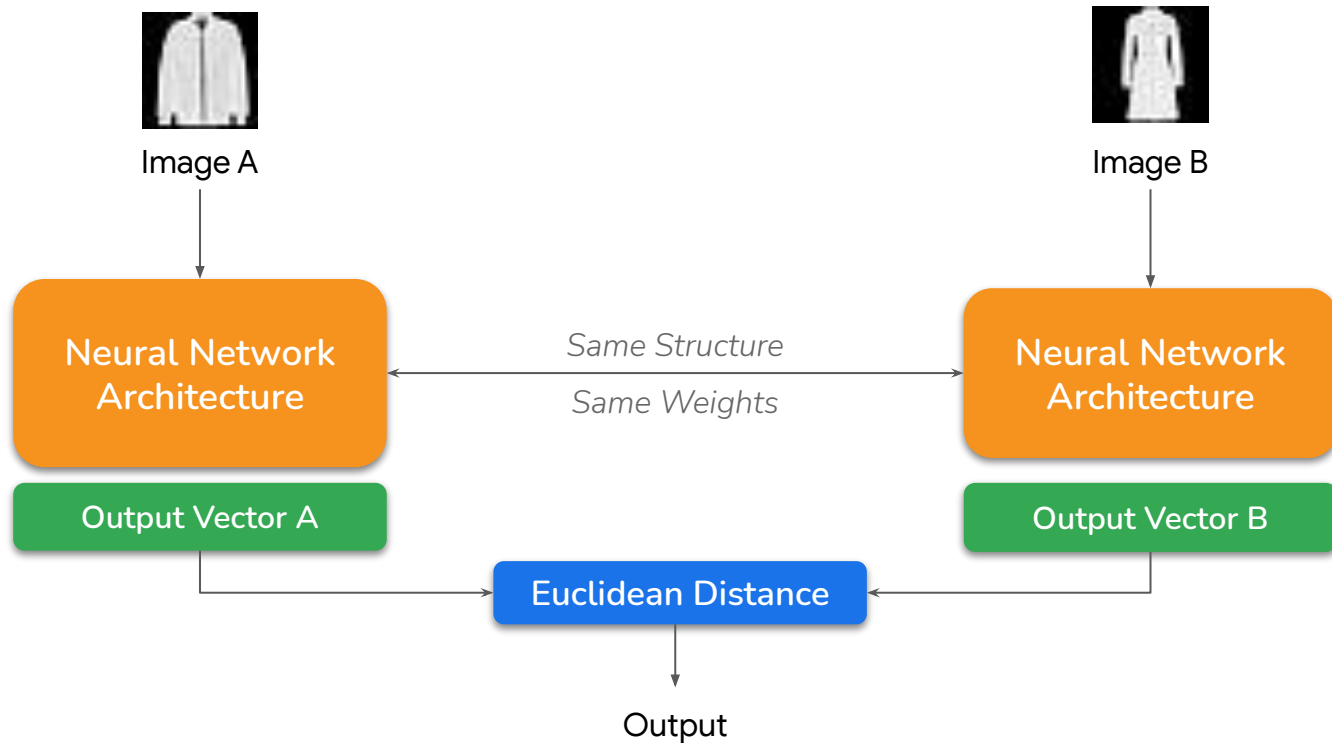 Image A
Image B
Neural Network
Architecture
Same Structure
Same Weights
Neural Network
Architecture
Output Vector A
Output Vector B
Euclidean Distance
Output